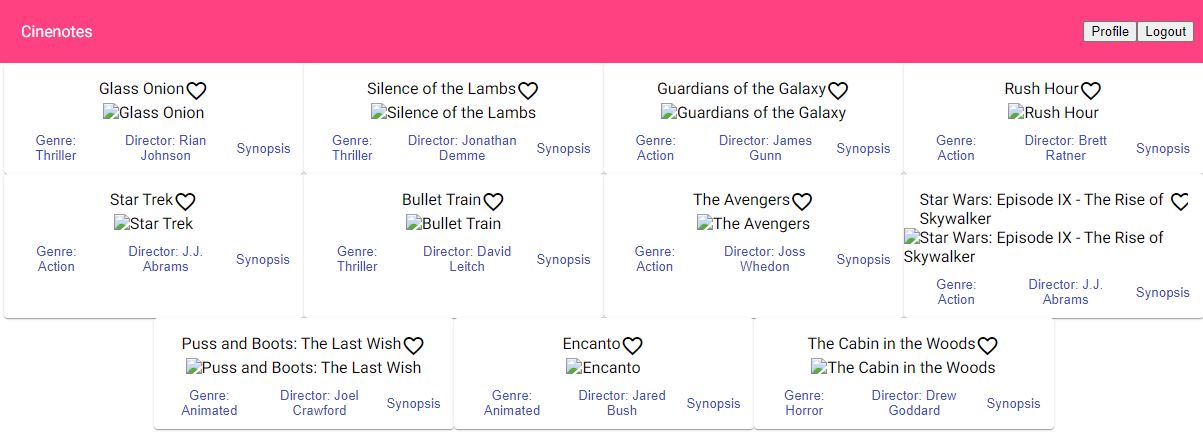 Cinenotes
Profile Logout
Glass Onion
Glass Onion
Genre: Thriller
Director: Rian Johnson
Synopsis
Silence of the Lambs
Silence of the Lambs
Genre: Thriller
Director: Jonathan Demme
Synopsis
Guardians of the Galaxy
Guardians of the Galaxy
Genre: Action
Director: James Gunn
Synopsis
Rush Hour
Rush Hour
Genre: Action
Director: Brett Ratner
Synopsis
Star Trek
Star Trek
Genre: Action
Director: J.J. Abrams
Synopsis
Bullet Train
Bullet Train
Genre: Thriller
Director: David Leitch
Synopsis
The Avengers
The Avengers
Genre: Action
Director: Joss Whedon
Synopsis
Star Wars: Episode IX - The Rise of
Skywalker
Star Wars: Episode IX - The Rise of
Skywalker
Genre: Action
Director: J.J. Abrams
Synopsis
Puss and Boots: The Last Wish
Puss and Boots: The Last Wish
Genre: Animated
Director: Joel Crawford
Synopsis
Encanto
Encanto
Genre: Animated
Director: Jared Bush
Synopsis
The Cabin in the Woods
The Cabin in the Woods
Genre: Horror
Director: Drew Goddard
Synopsis